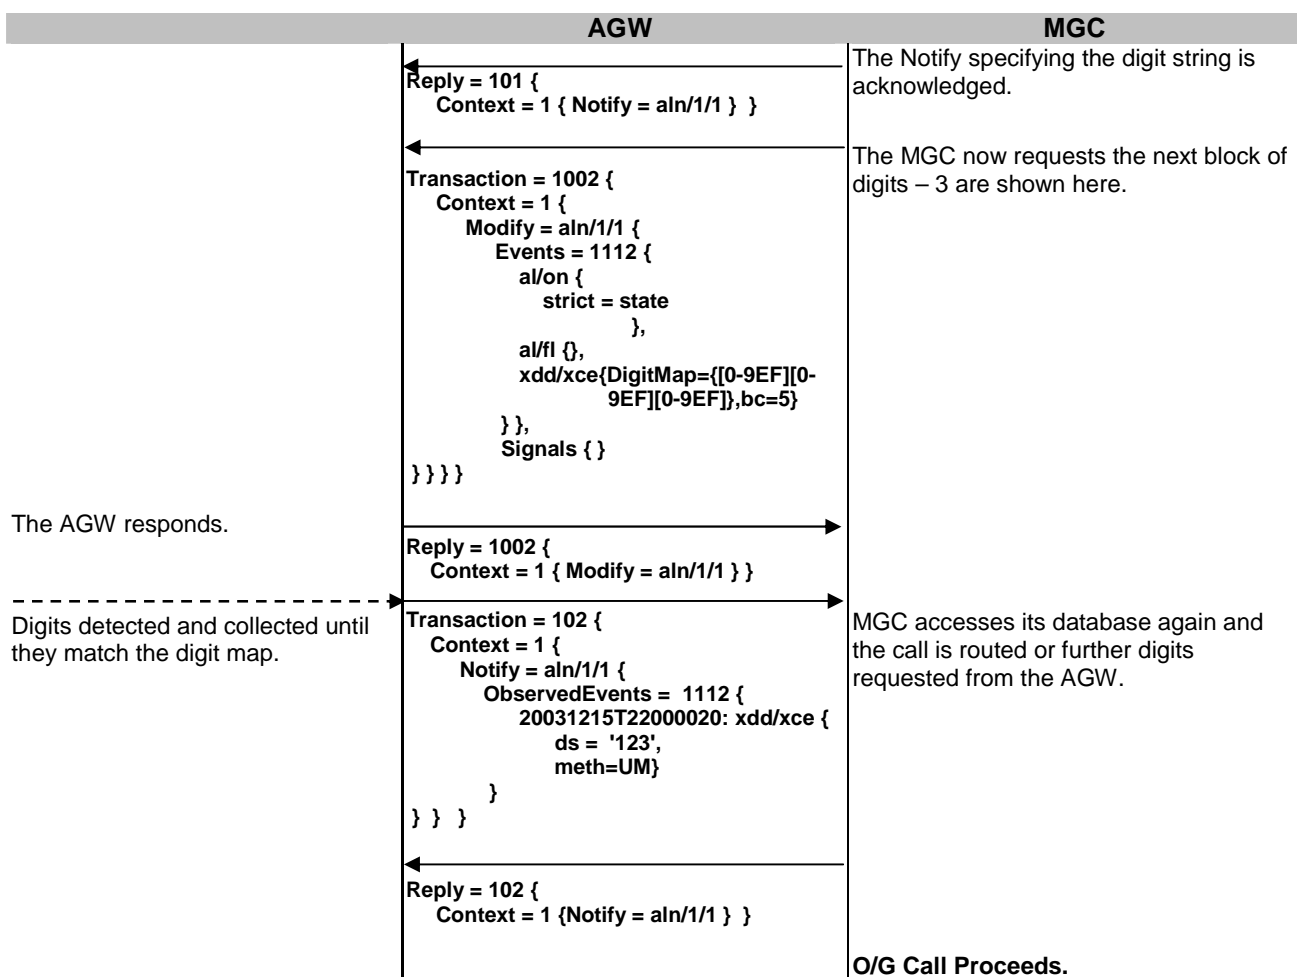 AGW MGC
The Notify specifying the digit string is
acknowledged.
Reply = 101 {
Context = 1 { Notify = aln/1/1 } }
The MGC now requests the next block of
digits – 3 are shown here.
Transaction = 1002 {
Context = 1 {
Modify = aln/1/1 {
Events = 1112 {
al/on {
strict = state
},
al/fl {},
xdd/xce{DigitMap={[0-9EF][0-
9EF][0-9EF]},bc=5}
} },
Signals { }
} } } }
The AGW responds.
Reply = 1002 {
Context = 1 { Modify = aln/1/1 } }
Digits detected and collected until
they match the digit map.
Transaction = 102 {
Context = 1 {
Notify = aln/1/1 {
ObservedEvents = 1112 {
20031215T22000020: xdd/xce {
ds = '123',
meth=UM}
}
} } }
MGC accesses its database again and
the call is routed or further digits
requested from the AGW.
Reply = 102 {
Context = 1 {Notify = aln/1/1 } }
O/G Call Proceeds.